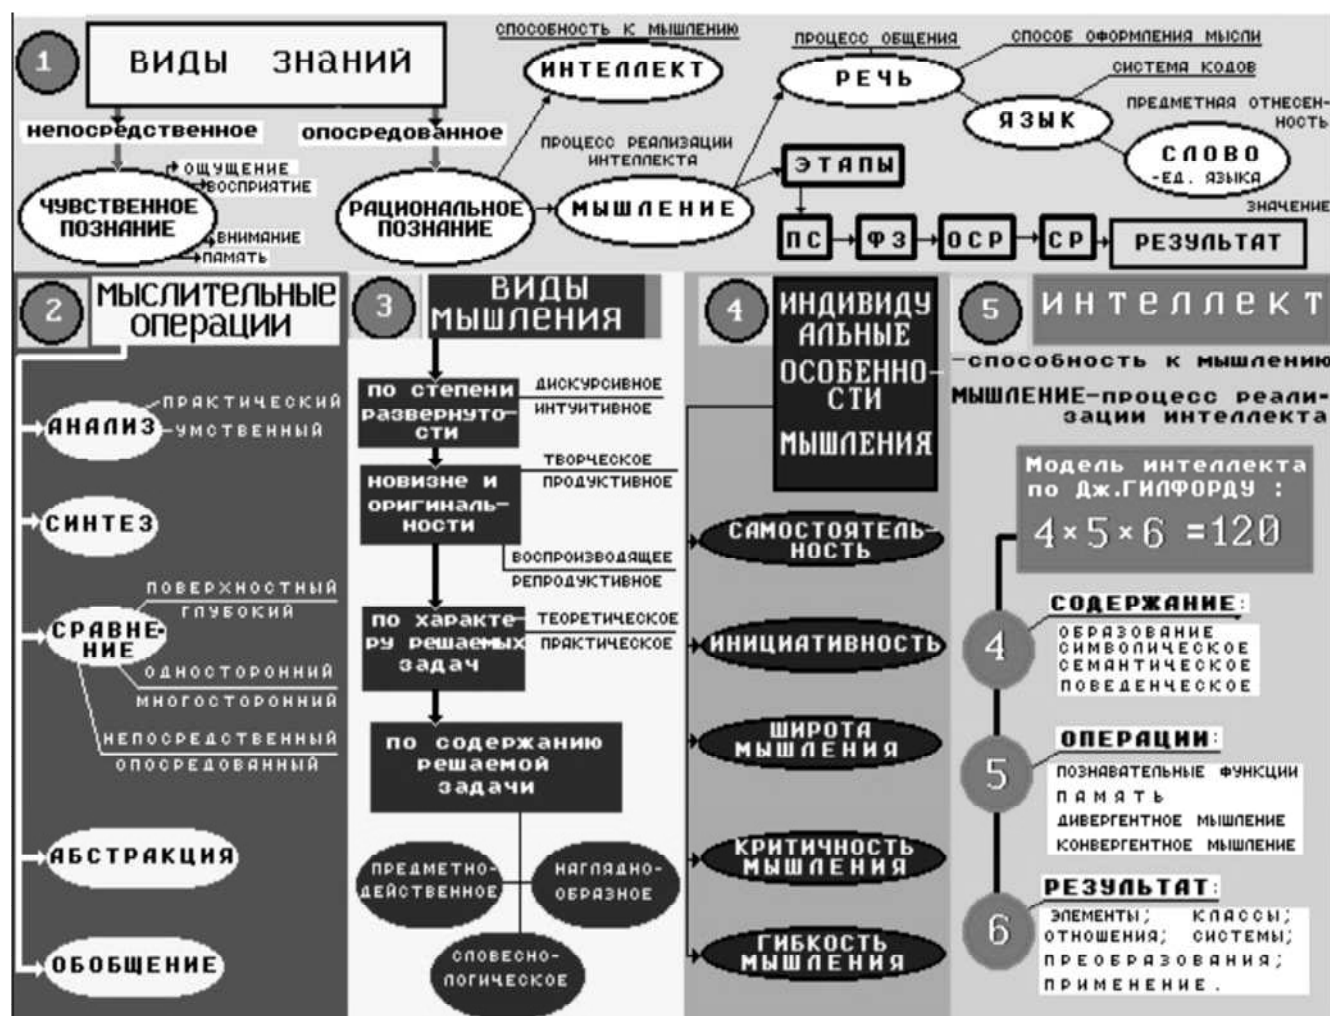 1
ВИДЫ ЗНАНИЙ
непосредственное
опосредованное
ЧУВСТВЕННОЕ
ПОЗНАНИЕ
ОЩУЩЕНИЕ
ВОСПРИЯТИЕ
ВНИМАНИЕ
ПАМЯТЬ
РАЦИОНАЛЬНОЕ
ПОЗНАНИЕ
СПОСОБНОСТЬ К МЫШЛЕНИЮ
ИНТЕЛЛЕКТ
ПРОЦЕСС РЕАЛИЗАЦИИ
ИНТЕЛЛЕКТА
МЫШЛЕНИЕ
ПРОЦЕСС ОБЩЕНИЯ
РЕЧЬ
СПОСОБ ОФОРМЛЕНИЯ МЫСЛИ
ЯЗЫК
СИСТЕМА КОДОВ
ПРЕДМЕТНАЯ ОТНЕСЕН-
НОСТЬ
СЛОВО
-ЕД. ЯЗЫКА
ЗНАЧЕНИЕ
ЭТАПЫ
ПС
ФЗ
ОСР
СР
РЕЗУЛЬТАТ
2
МЫСЛИТЕЛЬНЫЕ
ОПЕРАЦИИ
АНАЛИЗ
ПРАКТИЧЕСКИЙ
УМСТВЕННЫЙ
СИНТЕЗ
ПОВЕРХНОСТНЫЙ
ГЛУБОКИЙ
СРАВНЕ-
НИЕ
ОДНОСТОРОННИЙ
МНОГОСТОРОННИЙ
НЕПОСРЕДСТВЕННЫЙ
ОПОСРЕДОВАННЫЙ
АБСТРАКЦИЯ
ОБОБЩЕНИЕ
3
ВИДЫ
МЫШЛЕНИЯ
по степени
развернуто-
сти
ДИСКУРСИВНОЕ
ИНТУИТИВНОЕ
новизне и
оригиналь-
ности
ТВОРЧЕСКОЕ
ПРОДУКТИВНОЕ
ВОСПРОИЗВОДЯЩЕЕ
РЕПРОДУКТИВНОЕ
по характе-
ру решаемых
задач
ТЕОРЕТИЧЕСКОЕ
ПРАКТИЧЕСКОЕ
по содержанию
решаемой
задачи
ПРЕДМЕТНО-
ДЕЙСТВЕННОЕ
НАГЛЯДНО-
ОБРАЗНОЕ
СЛОВЕСНО-
ЛОГИЧЕСКОЕ
4
ИНДИВИДУ
АЛЬНЫЕ
ОСОБЕННО-
СТИ
МЫШЛЕНИЯ
САМОСТОЯТЕЛЬ-
НОСТЬ
ИНИЦИАТИВНОСТЬ
ШИРОТА
МЫШЛЕНИЯ
КРИТИЧНОСТЬ
МЫШЛЕНИЯ
ГИБКОСТЬ
МЫШЛЕНИЯ
5
ИНТЕЛЛЕКТ
-способность к мышлению
МЫШЛЕНИЕ-процесс реали-
зации интеллекта
Модель интеллекта
по Дж.ГИЛФОРДУ :
4×5×6 =120
4
СОДЕРЖАНИЕ:
ОБРАЗОВАНИЕ
СИМВОЛИЧЕСКОЕ
СЕМАНТИЧЕСКОЕ
ПОВЕДЕНЧЕСКОЕ
5
ОПЕРАЦИИ:
ПОЗНАВАТЕЛЬНЫЕ ФУНКЦИИ
ПАМЯТЬ
ДИВЕРГЕНТНОЕ МЫШЛЕНИЕ
КОНВЕРГЕНТНОЕ МЫШЛЕНИЕ
6
РЕЗУЛЬТАТ:
ЭЛЕМЕНТЫ; КЛАССЫ;
ОТНОШЕНИЯ; СИСТЕМЫ;
ПРЕОБРАЗОВАНИЯ;
ПРИМЕНЕНИЕ.